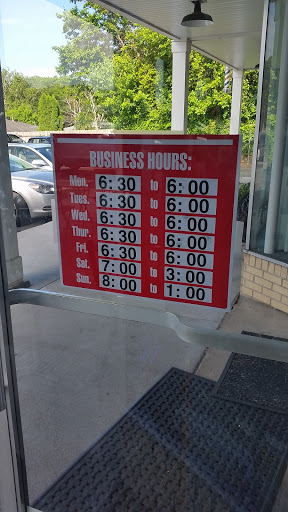 BUSINESS HOURS:
Mon. 6:30 to 6:00
Tues. 6:30 to 6:00
Wed. 6:30 to 6:00
Thur. 6:30 to 6:00
Fri. 6:30 to 6:00
Sat. 7:00 to 3:00
Sun. 8:00 to 1:00